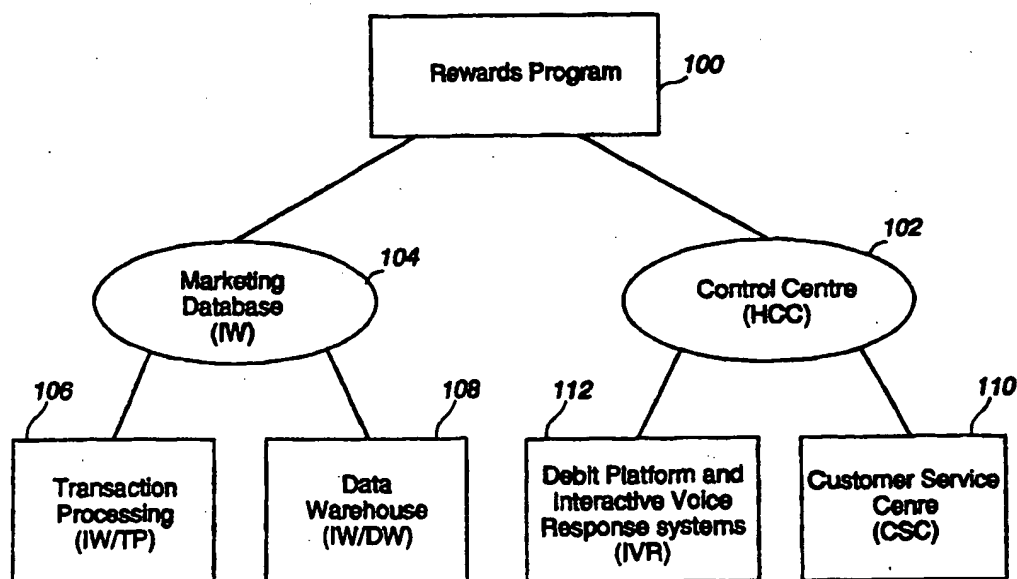 Rewards Program
100
102
104
Marketing
Database
(IW)
Control Centre
(HCC)
106
108
112
110
Transaction
Processing
(IW/TP)
Data
Warehouse
(IW/DW)
Debit Platform and
Interactive Voice
Response systems
(IVR)
Customer Service
Cenre
(CSC)